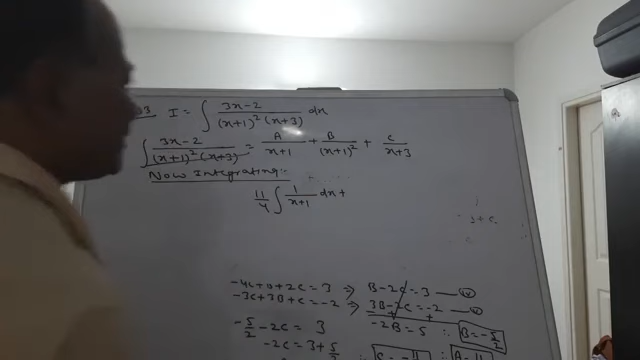 03 I = ∫ 3x-2 / (x+1)² (x+3) dx
∫ 3x-2 / (x+1)² (x+3) = A / x+1 + B / (x+1)² + C / x+3
Now Integrating:-
11/4 ∫ 1 / x+1 dx +
-4C+0+2C = 3 ⇒ B-2C = 3
-3C+3B+C = -2 ⇒ 3B-2C = -2
-2B = 5 ∴ B = -5/2
-5/2 - 2C = 3
-2C = 3+5/2